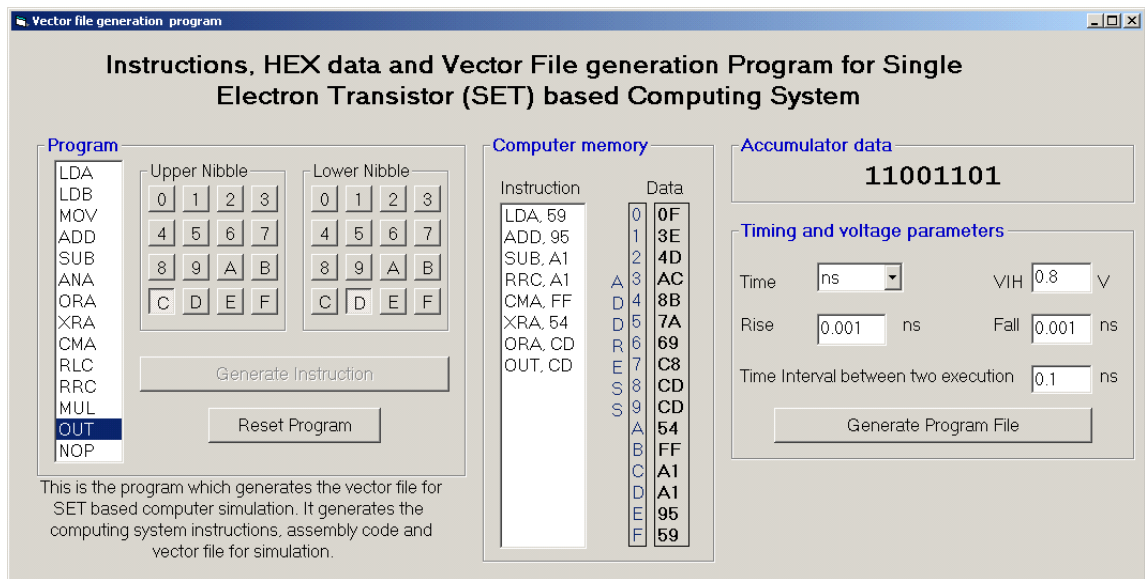 Vector file generation program
Instructions, HEX data and Vector File generation Program for Single
Electron Transistor (SET) based Computing System
Program
LDA
LDB
MOV
ADD
SUB
ANA
ORA
XRA
CMA
RLC
RRC
MUL
OUT
NOP
Upper Nibble
0 1 2 3
4 5 6 7
8 9 A B
C D E F
Lower Nibble
0 1 2 3
4 5 6 7
8 9 A B
C D E F
Generate Instruction
Reset Program
This is the program which generates the vector file for
SET based computer simulation. It generates the
computing system instructions, assembly code and
vector file for simulation.
Computer memory
Instruction
LDA, 59
ADD, 95
SUB, A1
RRC, A1
CMA, FF
XRA, 54
ORA, CD
OUT, CD
ADDRESS
Data
0 0F
1 3E
2 4D
3 AC
4 8B
5 7A
6 69
7 C8
8 CD
9 CD
A 54
B FF
C A1
D A1
E 95
F 59
Accumulator data
11001101
Timing and voltage parameters
Time ns VIH 0.8 V
Rise 0.001 ns Fall 0.001 ns
Time Interval between two execution 0.1 ns
Generate Program File